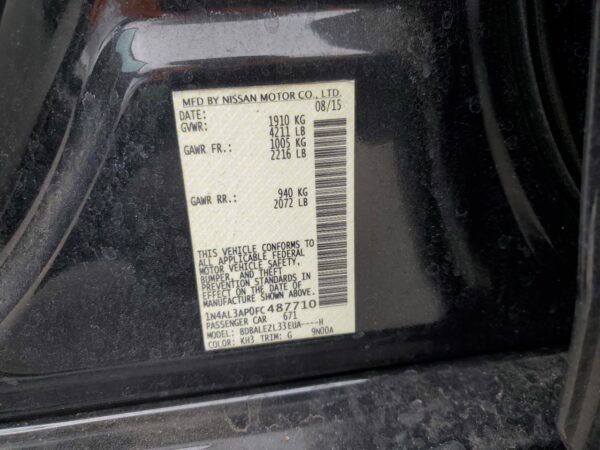 MFD BY NISSAN MOTOR CO., LTD.
DATE: 08/15
GVWR: 1910 KG
4211 LB
GAWR FR.: 1005 KG
2216 LB
GAWR RR.: 940 KG
2072 LB
THIS VEHICLE CONFORMS TO
ALL APPLICABLE FEDERAL
MOTOR VEHICLE SAFETY,
BUMPER, AND THEFT
PREVENTION STANDARDS IN
EFFECT ON THE DATE OF
MANUFACTURE SHOWN ABOVE.
1N4AL3AP0FC487710
PASSENGER CAR 671
MODEL: BDBALEZL33EUA----H
COLOR: KH3 TRIM: G 9N00A